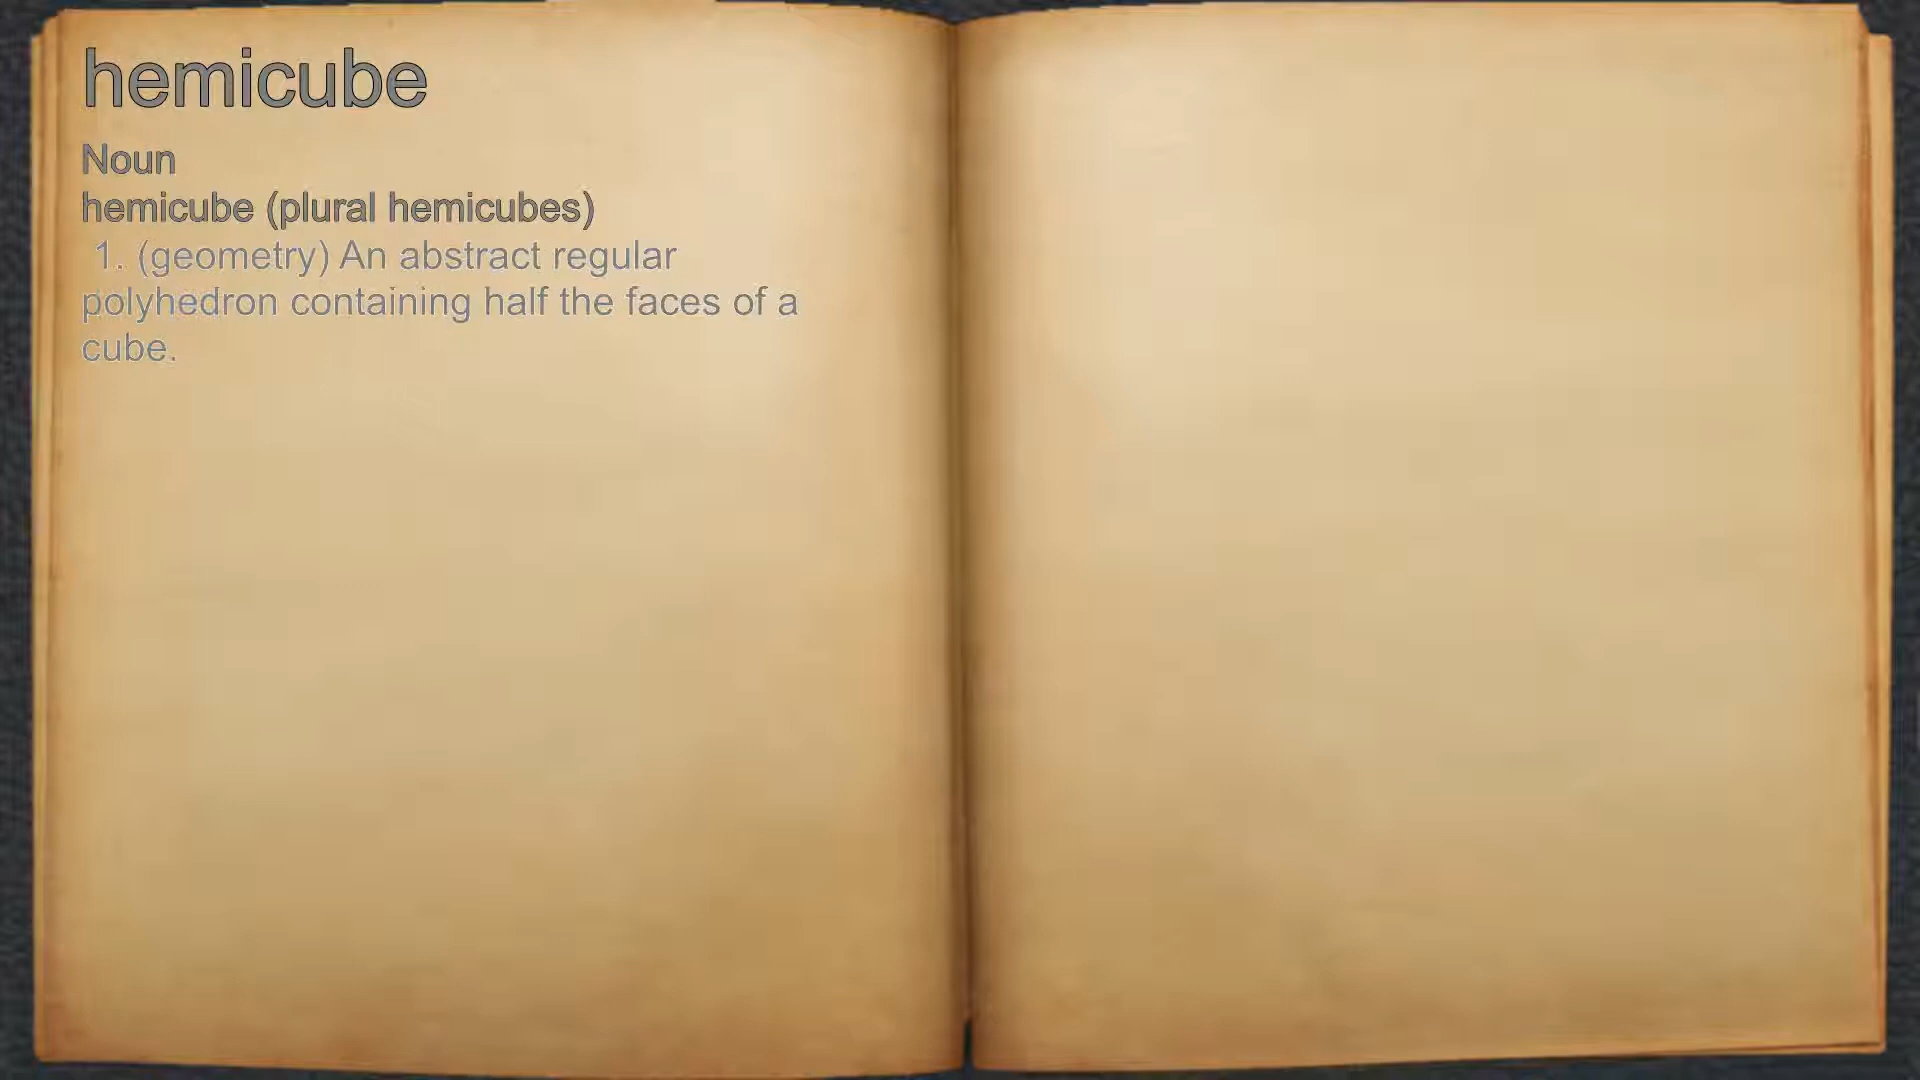 hemicube
Noun
hemicube (plural hemicubes)
1. (geometry) An abstract regular
polyhedron containing half the faces of a
cube.